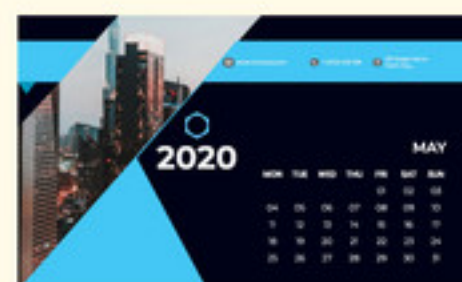 2020
MAY
MON TUE WED THU FRI SAT SUN
01 02 03
04 05 06 07 08 09 10
11 12 13 14 15 16 17
18 19 20 21 22 23 24
25 26 27 28 29 30 31